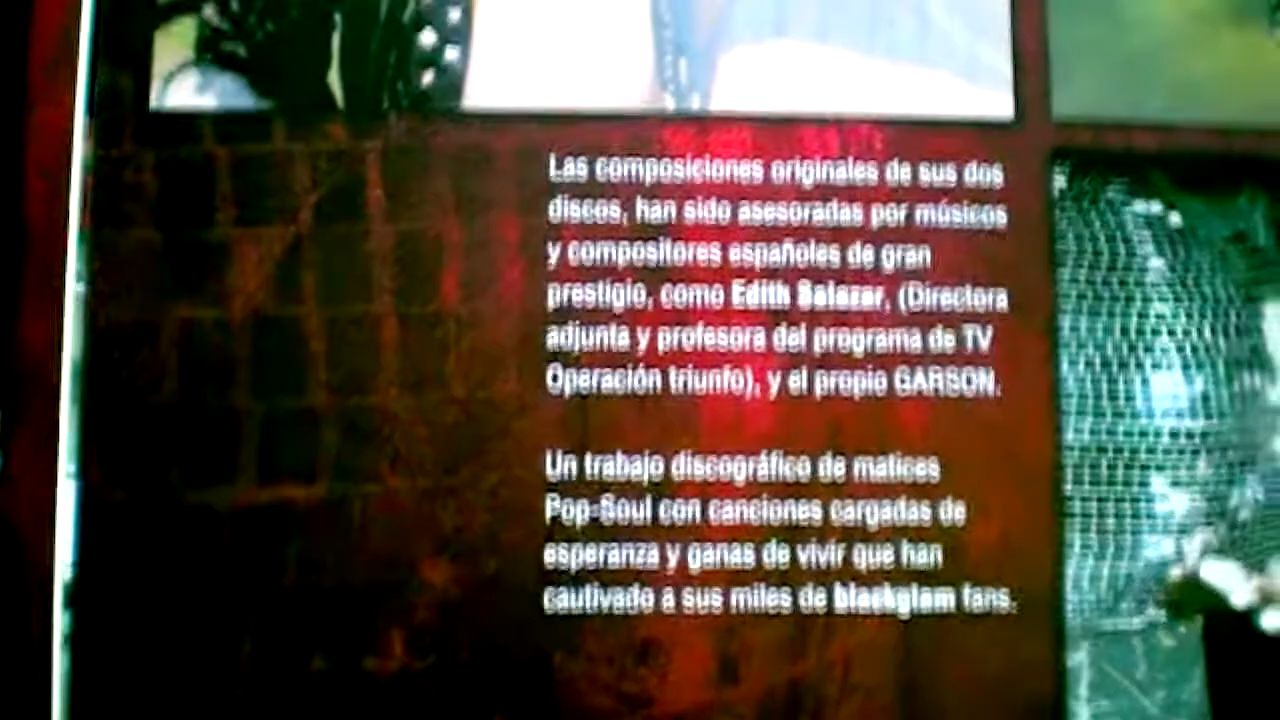 Las composiciones originales de sus dos
discos, han sido asesoradas por músicos
y compositores españoles de gran
prestigio, como Edith Salazar, (Directora
adjunta y profesora del programa de TV
Operación triunfo), y el propio GARSON.
Un trabajo discográfico de matices
Pop-Soul con canciones cargadas de
esperanza y ganas de vivir que han
cautivado a sus miles de blackglam fans.